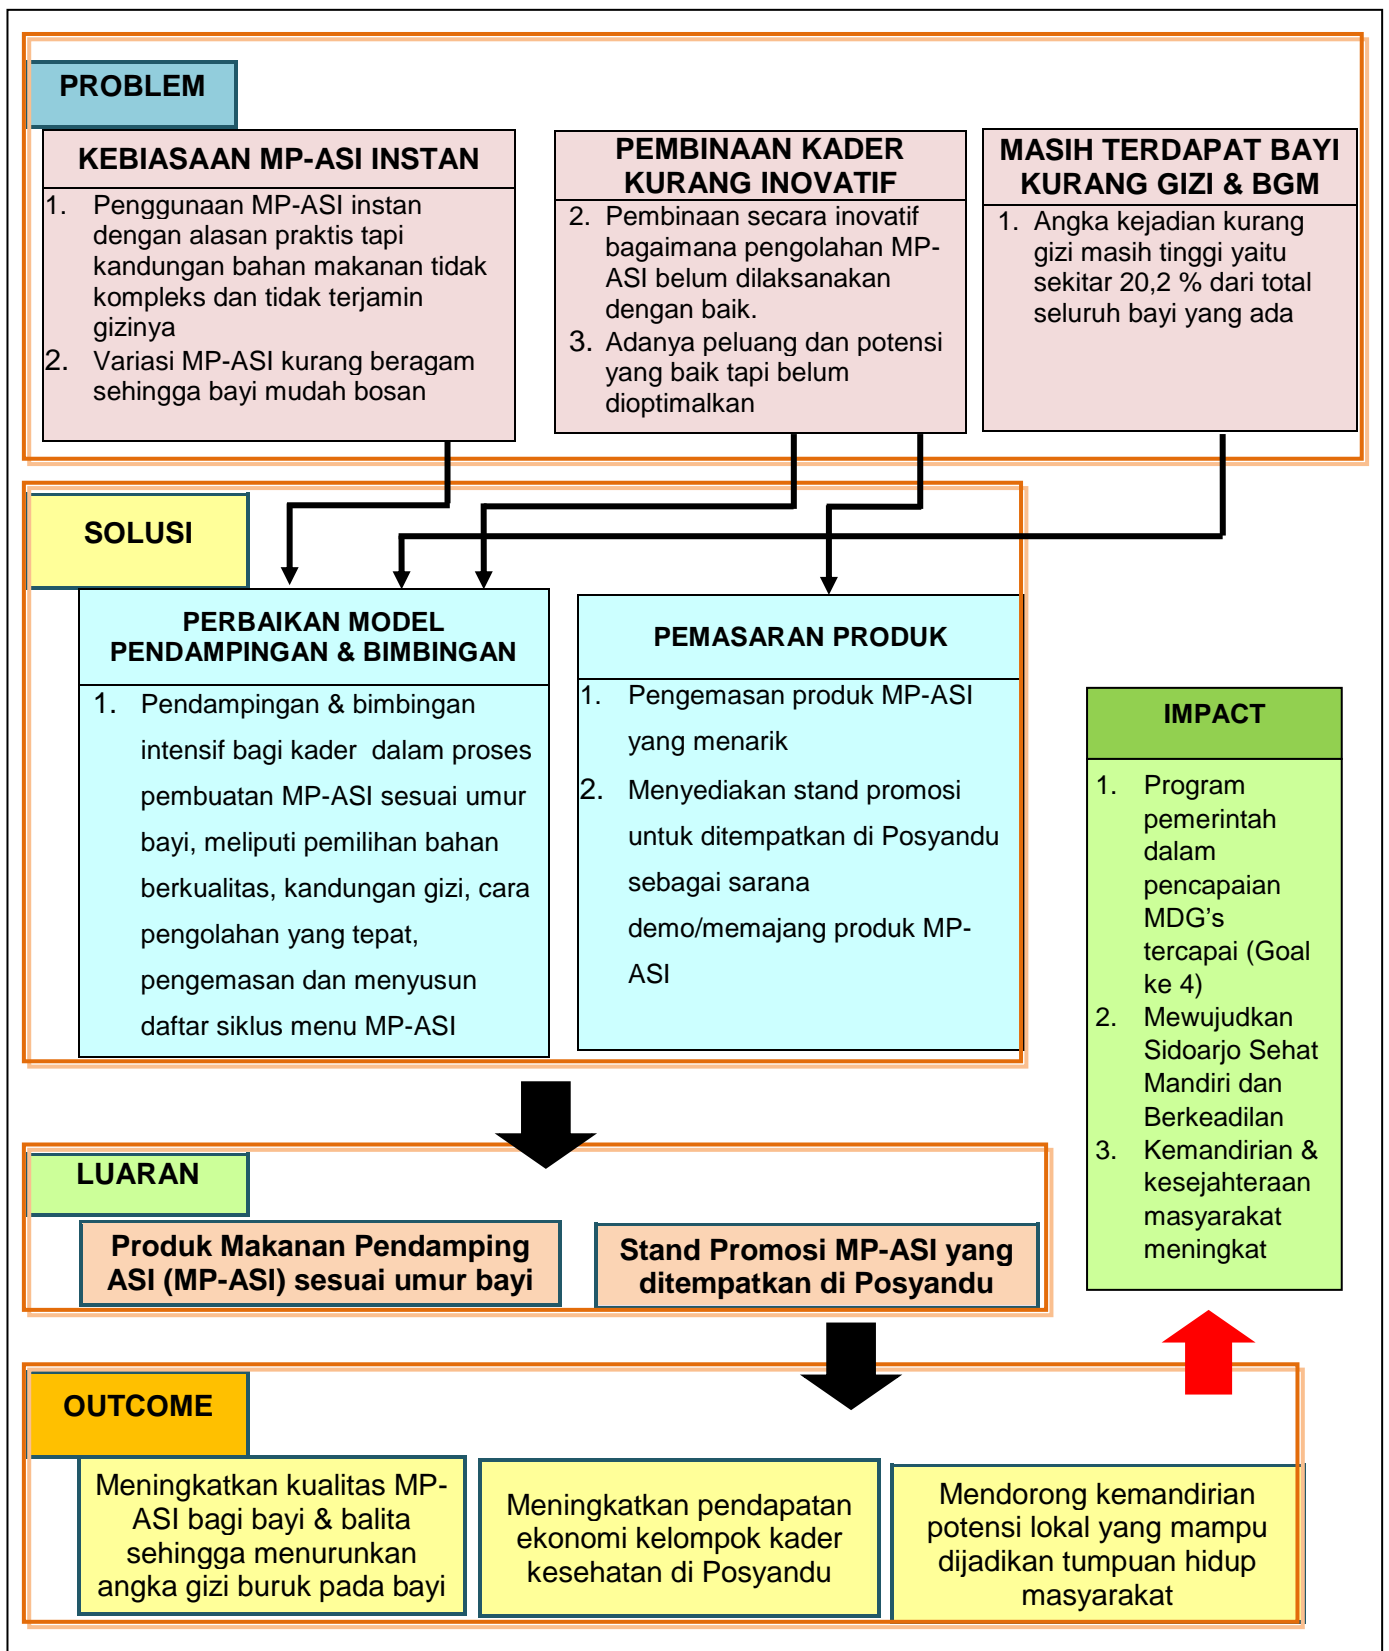 PROBLEM
KEBIASAAN MP-ASI INSTAN
1. Penggunaan MP-ASI instan
dengan alasan praktis tapi
kandungan bahan makanan tidak
kompleks dan tidak terjamin
gizinya
2. Variasi MP-ASI kurang beragam
sehingga bayi mudah bosan
PEMBINAAN KADER
KURANG INOVATIF
2. Pembinaan secara inovatif
bagaimana pengolahan MP-
ASI belum dilaksanakan
dengan baik.
3. Adanya peluang dan potensi
yang baik tapi belum
dioptimalkan
MASIH TERDAPAT BAYI
KURANG GIZI & BGM
1. Angka kejadian kurang
gizi masih tinggi yaitu
sekitar 20,2 % dari total
seluruh bayi yang ada
SOLUSI
PERBAIKAN MODEL
PENDAMPINGAN & BIMBINGAN
1. Pendampingan & bimbingan
intensif bagi kader dalam proses
pembuatan MP-ASI sesuai umur
bayi, meliputi pemilihan bahan
berkualitas, kandungan gizi, cara
pengolahan yang tepat,
pengemasan dan menyusun
daftar siklus menu MP-ASI
PEMASARAN PRODUK
1. Pengemasan produk MP-ASI
yang menarik
2. Menyediakan stand promosi
untuk ditempatkan di Posyandu
sebagai sarana
demo/memajang produk MP-
ASI
IMPACT
1. Program
pemerintah
dalam
pencapaian
MDG’s
tercapai (Goal
ke 4)
2. Mewujudkan
Sidoarjo Sehat
Mandiri dan
Berkeadilan
3. Kemandirian &
kesejahteraan
masyarakat
meningkat
LUARAN
Produk Makanan Pendamping
ASI (MP-ASI) sesuai umur bayi
Stand Promosi MP-ASI yang
ditempatkan di Posyandu
OUTCOME
Meningkatkan kualitas MP-
ASI bagi bayi & balita
sehingga menurunkan
angka gizi buruk pada bayi
Meningkatkan pendapatan
ekonomi kelompok kader
kesehatan di Posyandu
Mendorong kemandirian
potensi lokal yang mampu
dijadikan tumpuan hidup
masyarakat